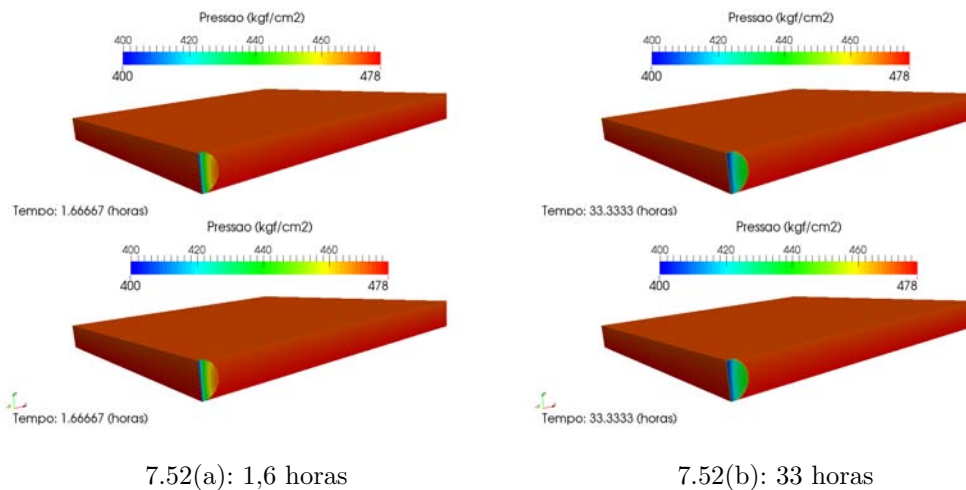 Pressao (kgf/cm2)
400 420 440 460
400 478
Tempo: 1.66667 (horas)
Pressao (kgf/cm2)
400 420 440 460
400 478
Tempo: 1.66667 (horas)
7.52(a): 1,6 horas
Pressao (kgf/cm2)
400 420 440 460
400 478
Tempo: 33.3333 (horas)
Pressao (kgf/cm2)
400 420 440 460
400 478
Tempo: 33.3333 (horas)
7.52(b): 33 horas